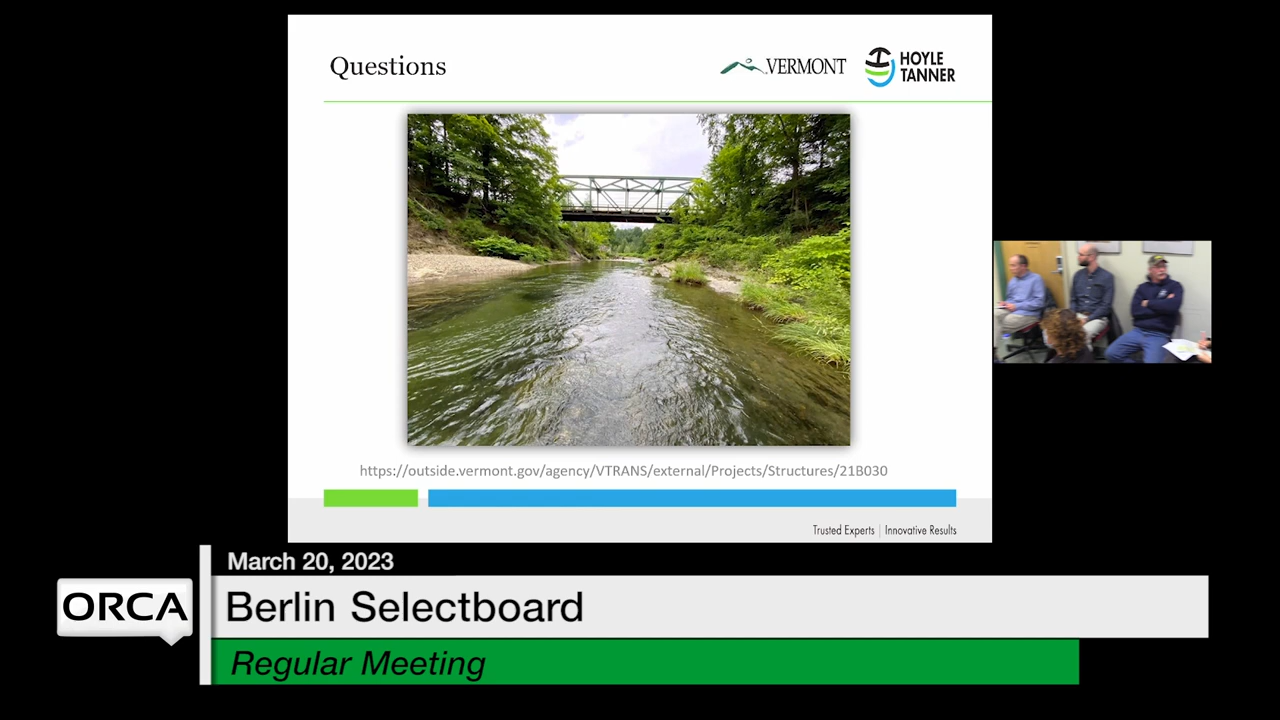 Questions
VERMONT
HOYLE
TANNER
https://outside.vermont.gov/agency/VTRANS/external/Projects/Structures/21B030
Trusted Experts | Innovative Results
March 20, 2023
ORCA
Berlin Selectboard
Regular Meeting